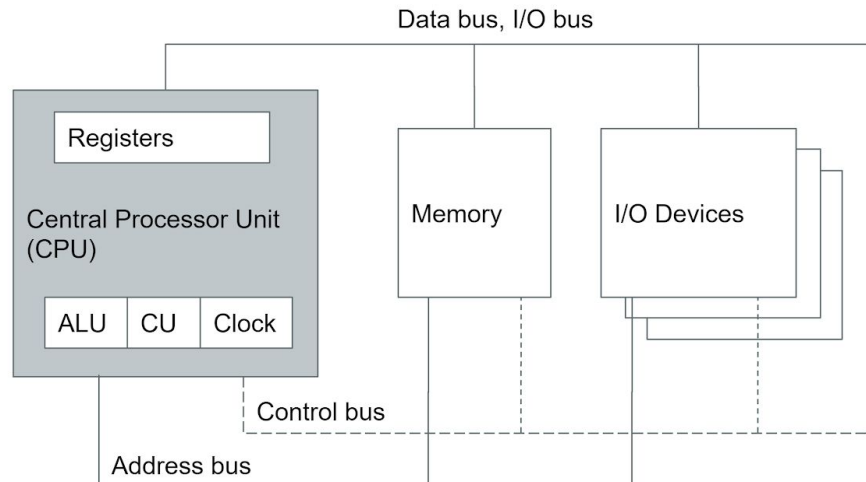 Data bus, I/O bus
Registers
Central Processor Unit
(CPU)
Memory
I/O Devices
ALU
CU
Clock
Control bus
Address bus